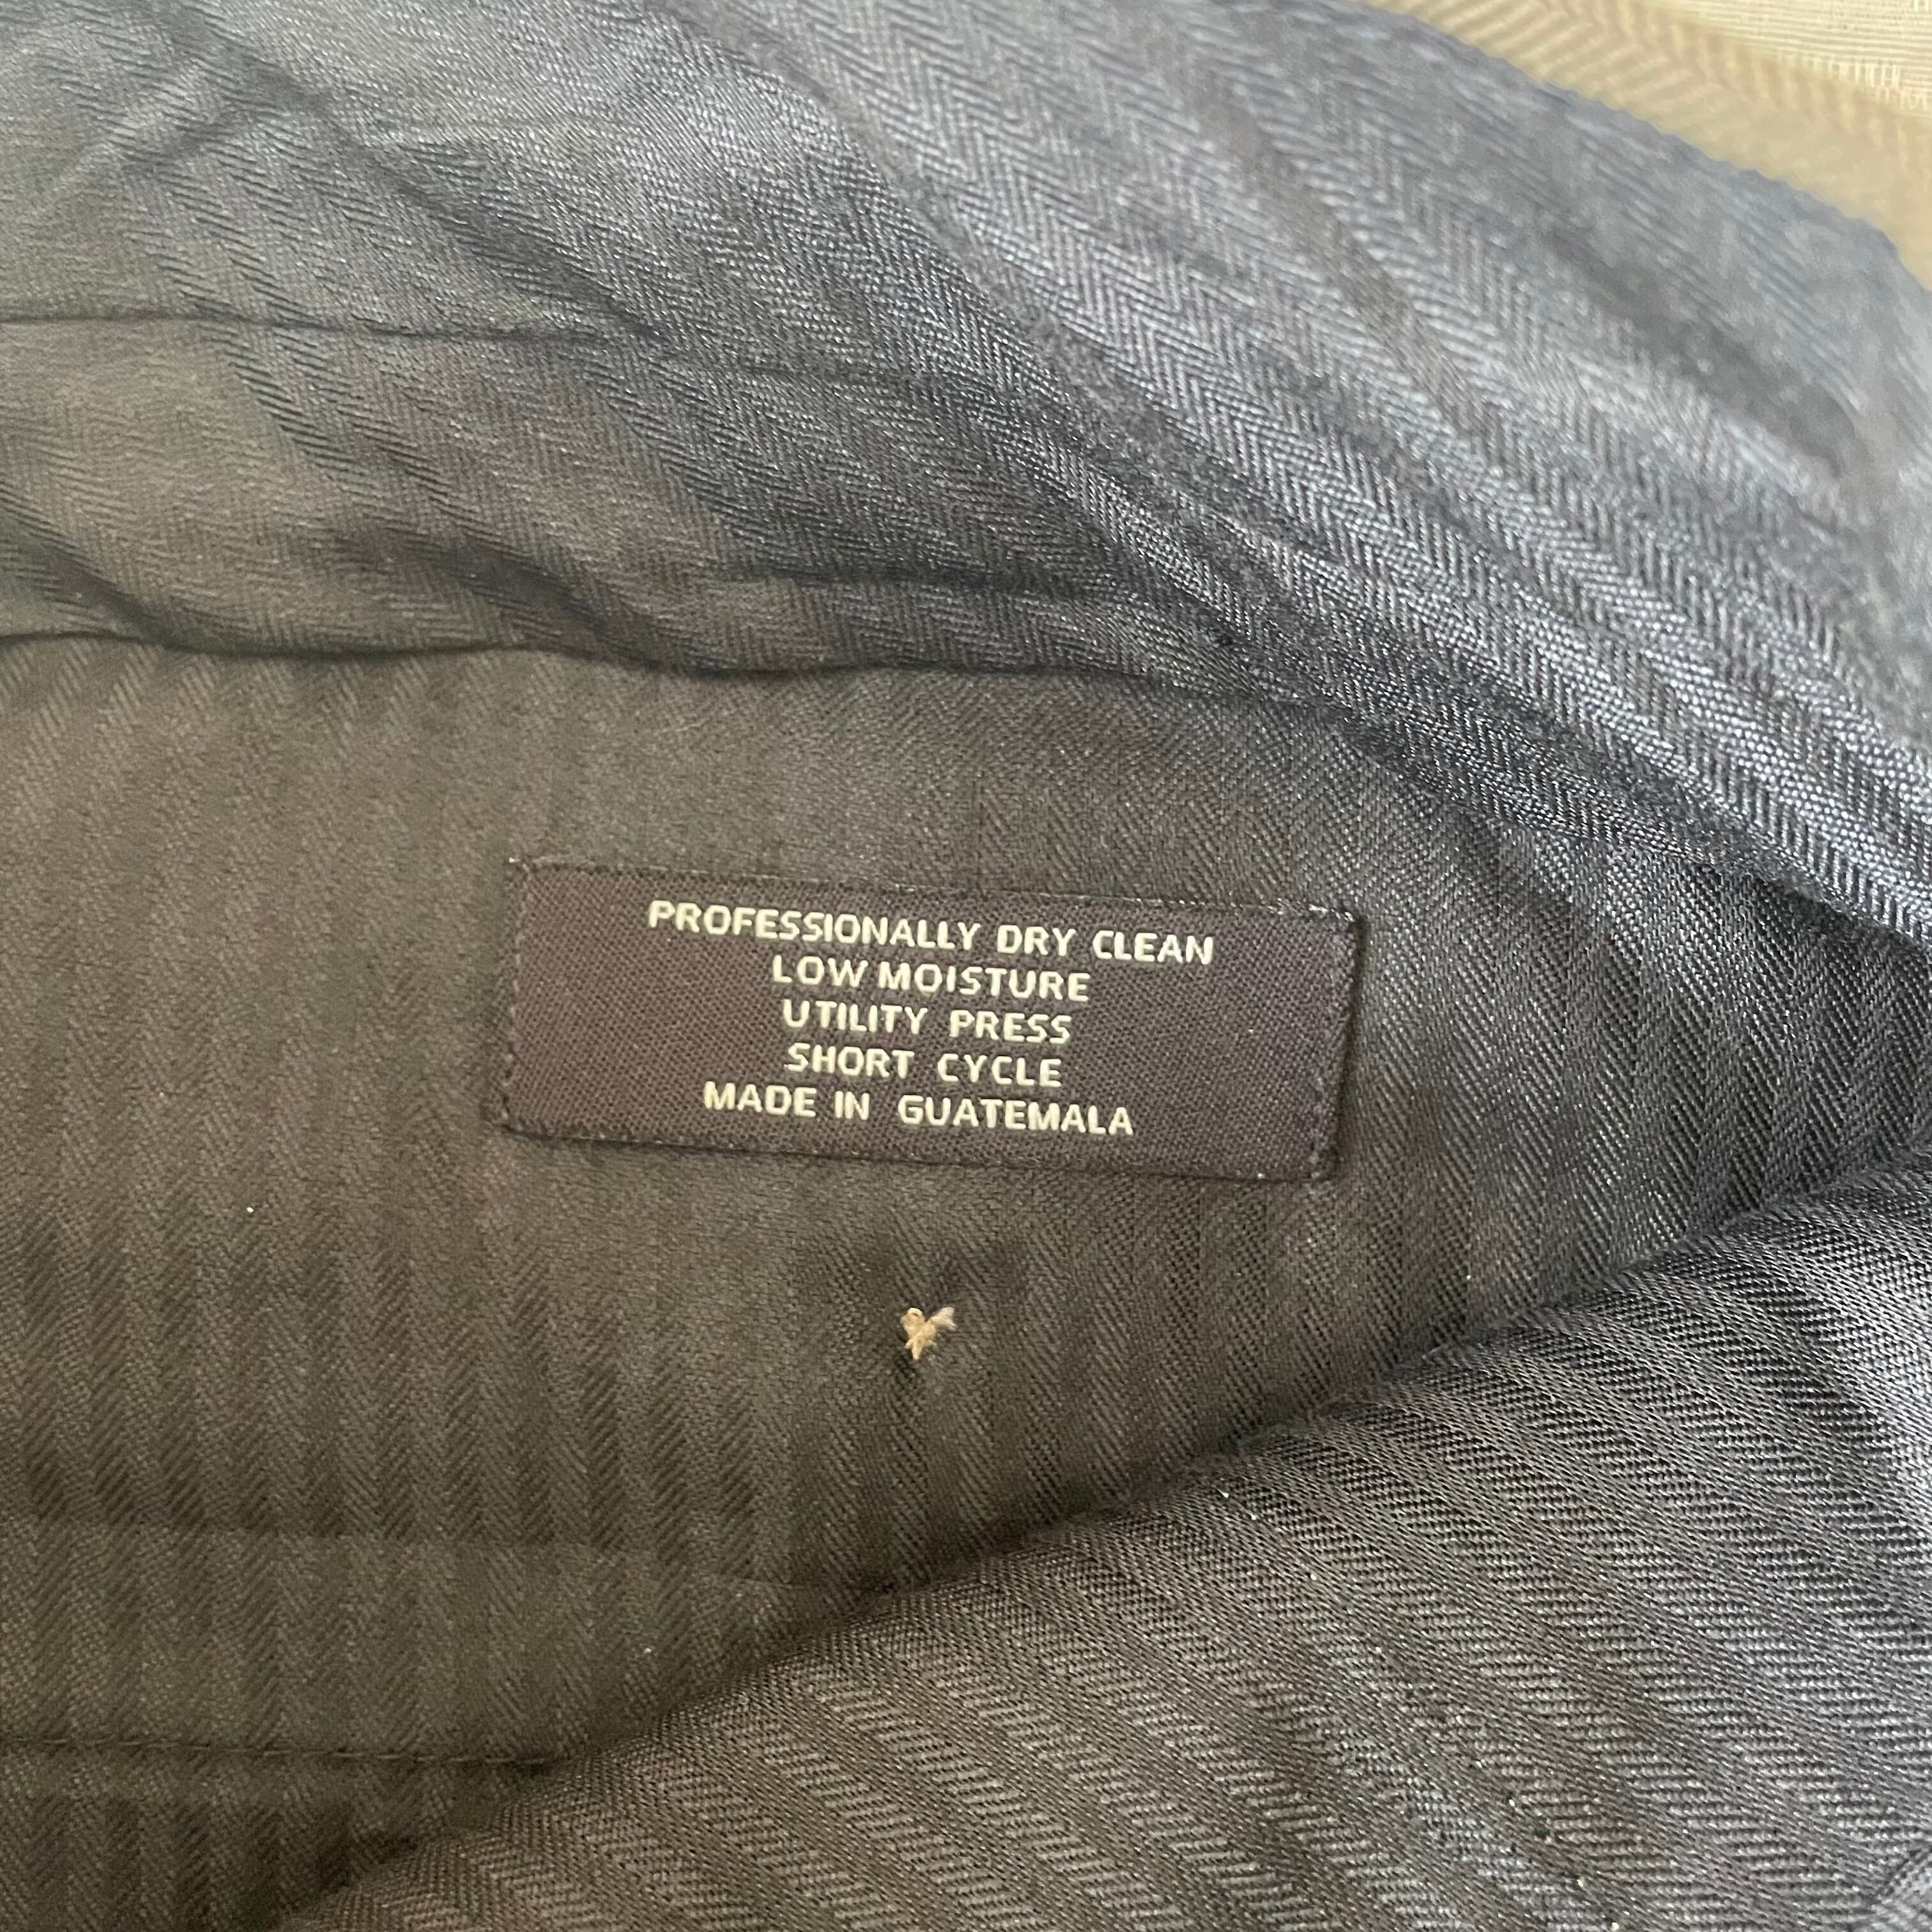 PROFESSIONALLY DRY CLEAN
LOW MOISTURE
UTILITY PRESS
SHORT CYCLE
MADE IN GUATEMALA